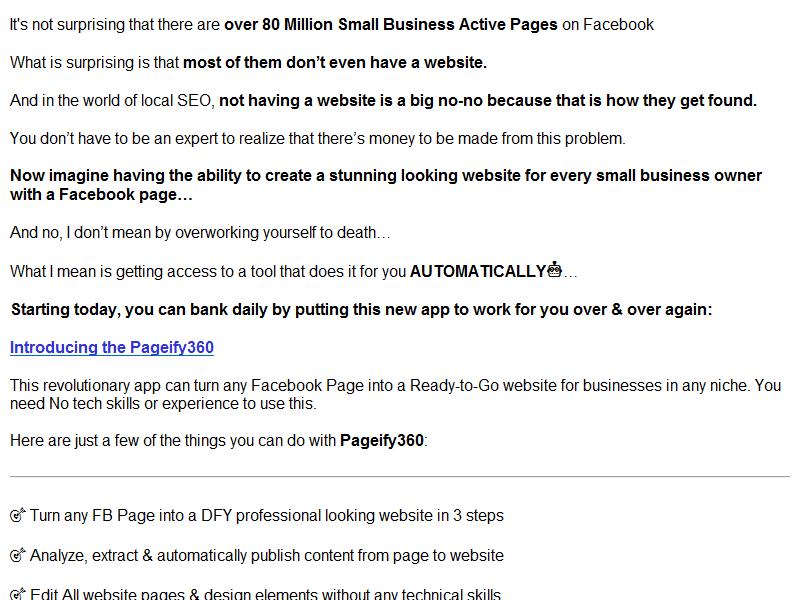 It's not surprising that there are over 80 Million Small Business Active Pages on Facebook
What is surprising is that most of them don't even have a website.
And in the world of local SEO, not having a website is a big no-no because that is how they get found.
You don't have to be an expert to realize that there's money to be made from this problem.
Now imagine having the ability to create a stunning looking website for every small business owner
with a Facebook page…
And no, I don't mean by overworking yourself to death…
What I mean is getting access to a tool that does it for you AUTOMATICALLY🤖…
Starting today, you can bank daily by putting this new app to work for you over & over again:
Introducing the Pageify360
This revolutionary app can turn any Facebook Page into a Ready-to-Go website for businesses in any niche. You
need No tech skills or experience to use this.
Here are just a few of the things you can do with Pageify360:
🎯 Turn any FB Page into a DFY professional looking website in 3 steps
🎯 Analyze, extract & automatically publish content from page to website
🎯 Edit All website pages & design elements without any technical skills